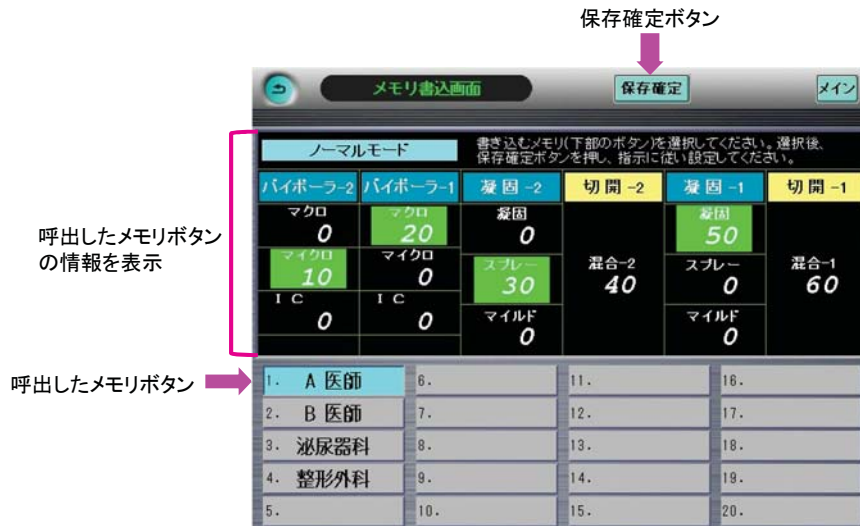 保存確定ボタン
メモリ書込画面
保存確定
メイン
ノーマルモード
書き込むメモリ(下部のボタン)を選択してください。選択後、
保存確定ボタンを押し、指示に従い設定してください。
バイポーラ-2 バイポーラ-1 凝固-2 切開-2 凝固-1 切開-1
マクロ マクロ 凝固 凝固
0 20 0 50
マイクロ マイクロ スプレー 混合-2 スプレー 混合-1
10 0 30 40 0 60
IC IC マイルド マイルド
0 0 0 0
呼出したメモリボタン
の情報を表示
呼出したメモリボタン
1. A 医師 6. 11. 16.
2. B 医師 7. 12. 17.
3. 泌尿器科 8. 13. 18.
4. 整形外科 9. 14. 19.
5. 10. 15. 20.